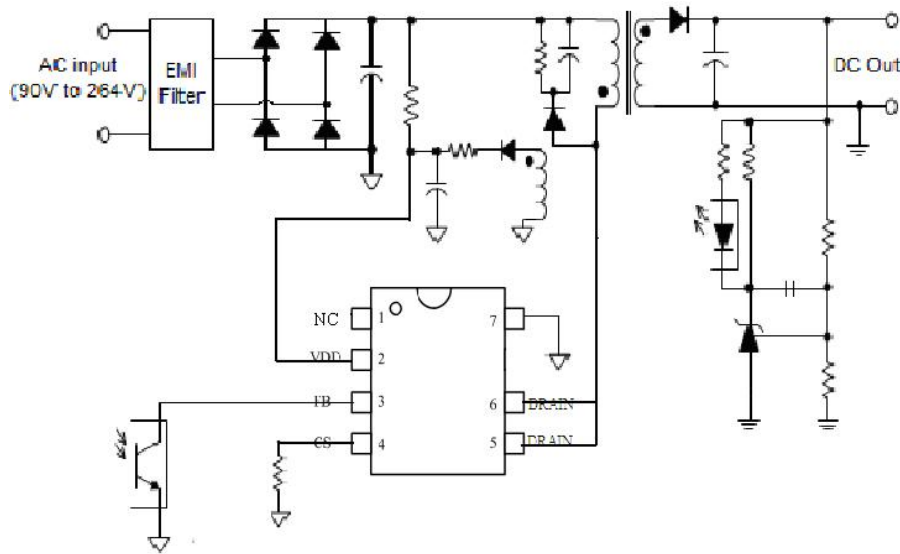 AC input
(90V to 264V)
EMI
Filter
DC Out
NC
1
7
VDD
2
FB
3
6
DRAIN
CS
4
5
DRAIN